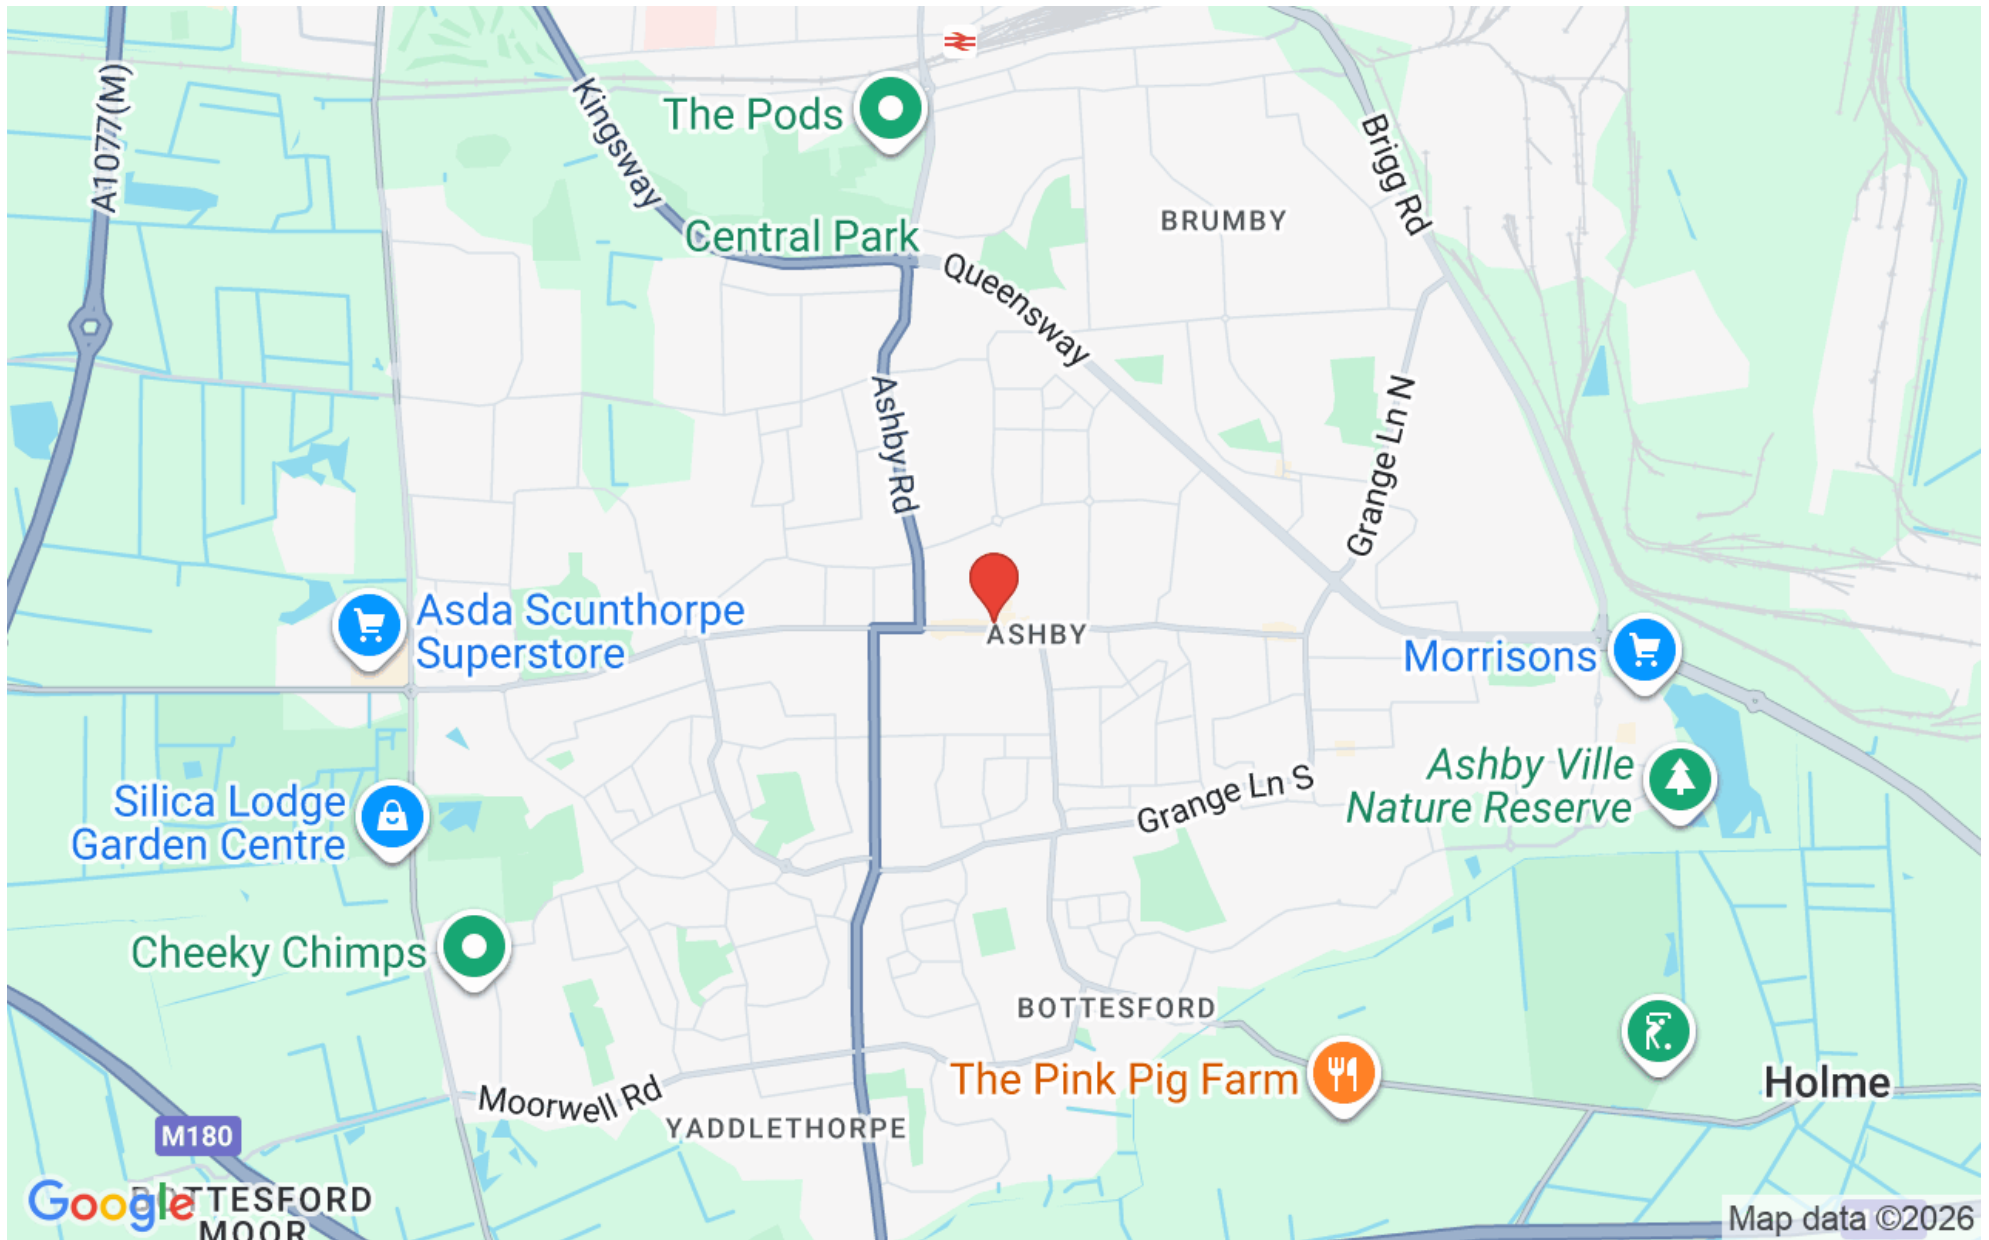 A1077(M)
Kingsway
The Pods
Brigg Rd
BRUMBY
Central Park
Queensway
Ashby Rd
Grange Ln N
Asda Scunthorpe
Superstore
ASHBY
Morrisons
Ashby Ville
Nature Reserve
Grange Ln S
Silica Lodge
Garden Centre
Cheeky Chimps
BOTTESFORD
The Pink Pig Farm
Holme
Moorwell Rd
YADDLETHORPE
M180
Google
BOTTESFORD
MOOR
Map data ©2026